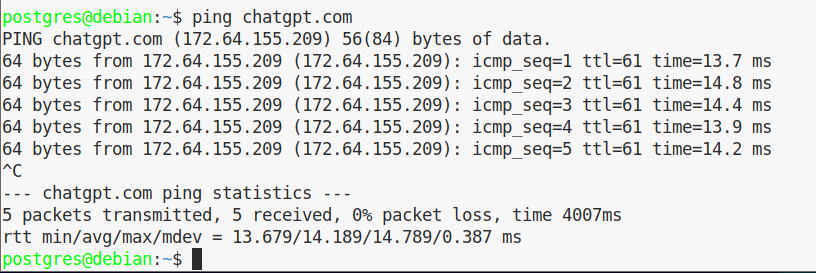 postgres@debian:~$ ping chatgpt.com
PING chatgpt.com (172.64.155.209) 56(84) bytes of data.
64 bytes from 172.64.155.209 (172.64.155.209): icmp_seq=1 ttl=61 time=13.7 ms
64 bytes from 172.64.155.209 (172.64.155.209): icmp_seq=2 ttl=61 time=14.8 ms
64 bytes from 172.64.155.209 (172.64.155.209): icmp_seq=3 ttl=61 time=14.4 ms
64 bytes from 172.64.155.209 (172.64.155.209): icmp_seq=4 ttl=61 time=13.9 ms
64 bytes from 172.64.155.209 (172.64.155.209): icmp_seq=5 ttl=61 time=14.2 ms
^C
--- chatgpt.com ping statistics ---
5 packets transmitted, 5 received, 0% packet loss, time 4007ms
rtt min/avg/max/mdev = 13.679/14.189/14.789/0.387 ms
postgres@debian:~$